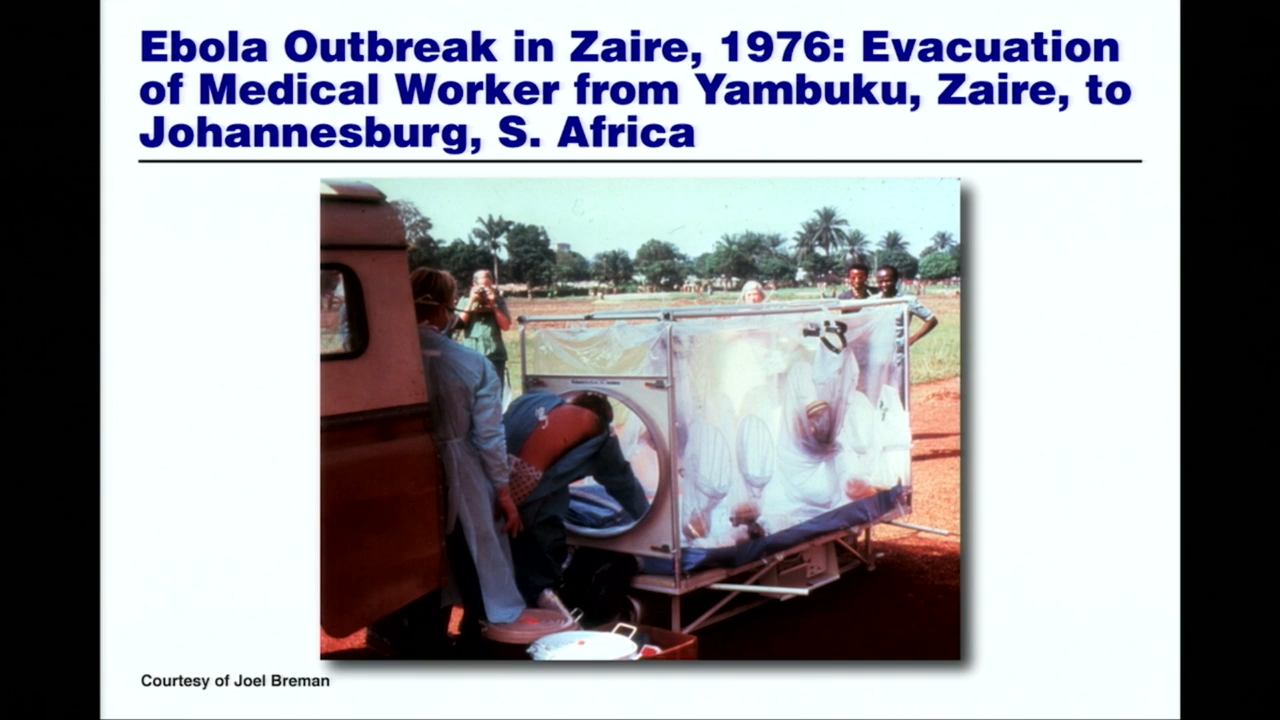 Ebola Outbreak in Zaire, 1976: Evacuation
of Medical Worker from Yambuku, Zaire, to
Johannesburg, S. Africa
Courtesy of Joel Breman